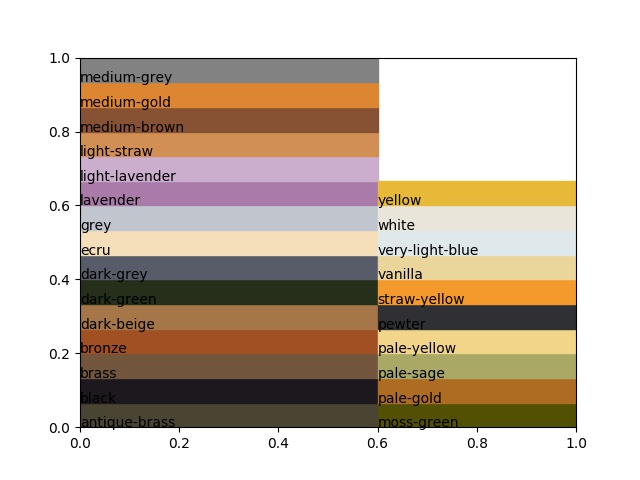 1.0
medium-grey
medium-gold
medium-brown
0.8
light-straw
light-lavender
lavender
yellow
0.6
grey
white
ecru
very-light-blue
dark-grey
vanilla
0.4
dark-green
straw-yellow
dark-beige
pewter
bronze
pale-yellow
0.2
brass
pale-sage
black
pale-gold
antique-brass
moss-green
0.0
0.0 0.2 0.4 0.6 0.8 1.0